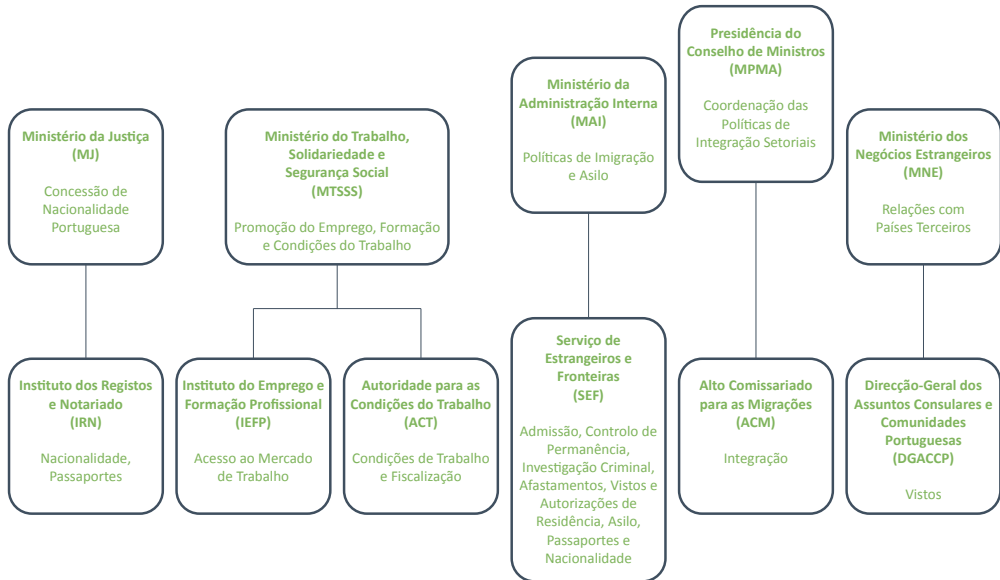 Ministério da Justiça
(MJ)
Concessão de
Nacionalidade
Portuguesa
Ministério do Trabalho,
Solidariedade e
Segurança Social
(MTSSS)
Promoção do Emprego, Formação
e Condições do Trabalho
Ministério da
Administração Interna
(MAI)
Políticas de Imigração
e Asilo
Presidência do
Conselho de Ministros
(MPMA)
Coordenação das
Políticas de
Integração Setoriais
Ministério dos
Negócios Estrangeiros
(MNE)
Relações com
Países Terceiros
Instituto dos Registos
e Notariado
(IRN)
Nacionalidade,
Passaportes
Instituto do Emprego e
Formação Profissional
(IEFP)
Acesso ao Mercado
de Trabalho
Autoridade para as
Condições do Trabalho
(ACT)
Condições de Trabalho
e Fiscalização
Serviço de
Estrangeiros e
Fronteiras
(SEF)
Admissão, Controlo de
Permanência,
Investigação Criminal,
Afastamentos, Vistos e
Autorizações de
Residência, Asilo,
Passaportes e
Nacionalidade
Alto Comissariado
para as Migrações
(ACM)
Integração
Direcção-Geral dos
Assuntos Consulares e
Comunidades
Portuguesas
(DGACCP)
Vistos